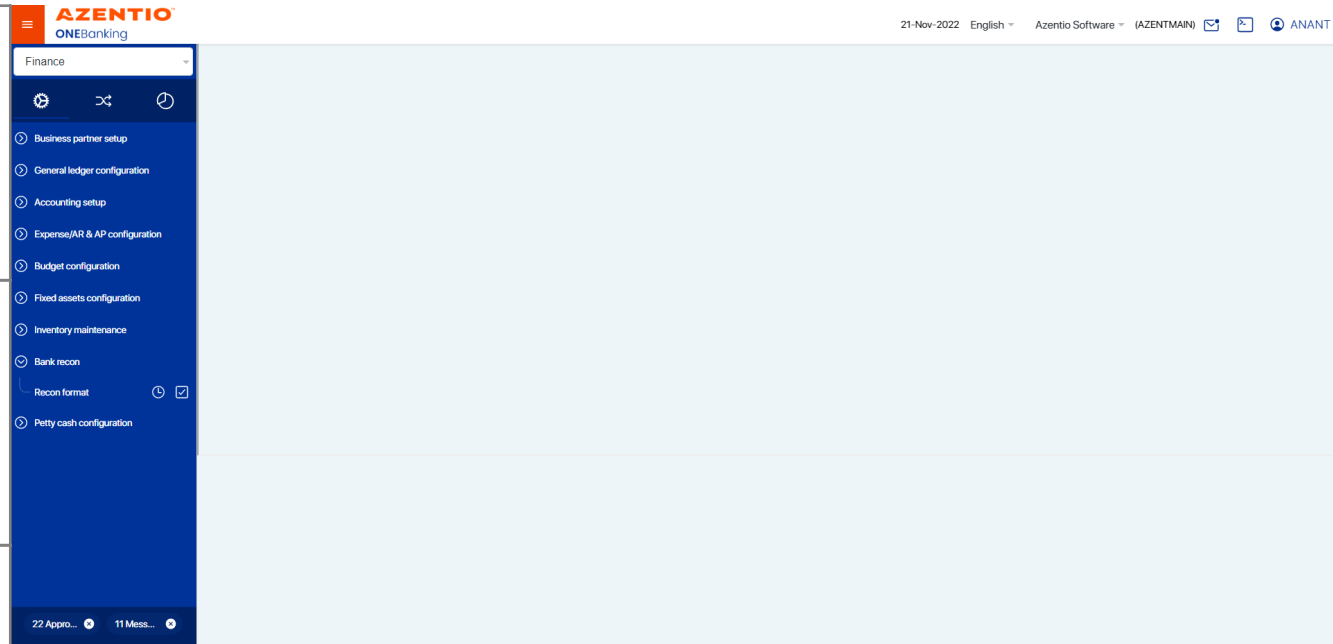 AZENTIO™
ONEBanking
21-Nov-2022 English Azentio Software (AZENTMAIN) ANANT
Finance
Business partner setup
General ledger configuration
Accounting setup
Expense/AR & AP configuration
Budget configuration
Fixed assets configuration
Inventory maintenance
Bank recon
Recon format
Petty cash configuration
22 Appro... 11 Mess...